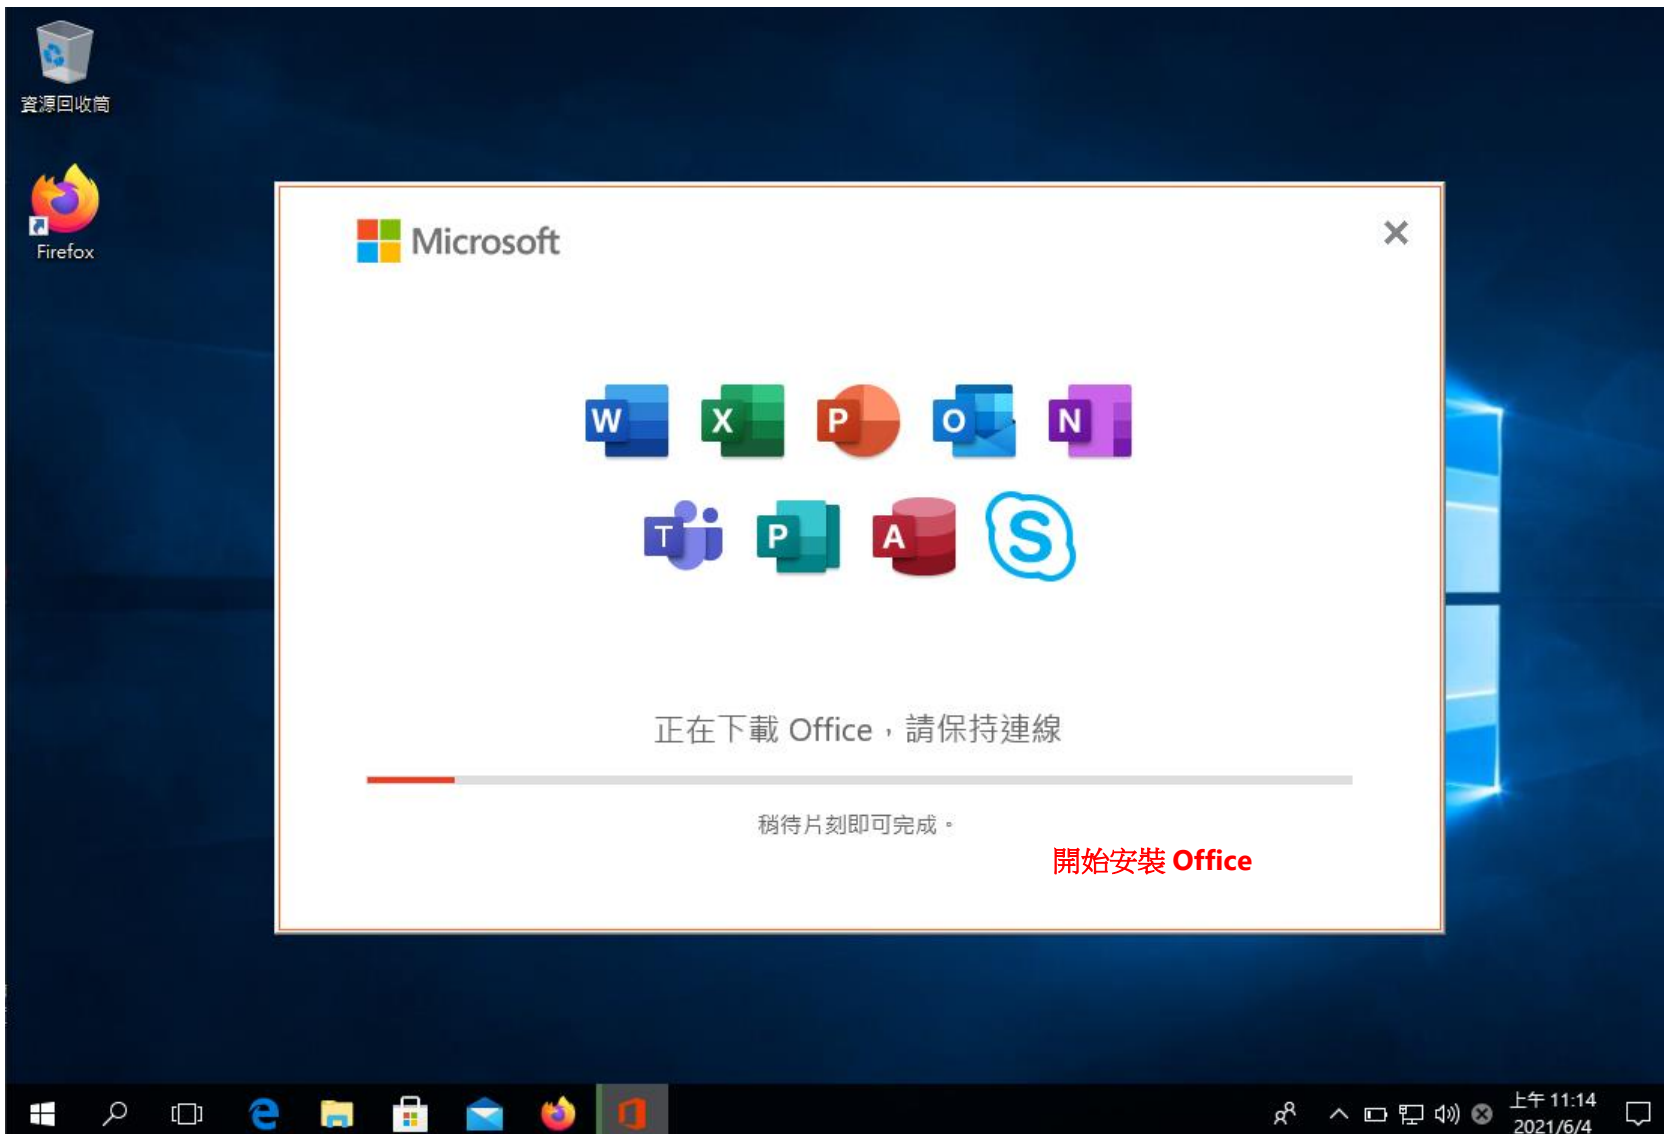 資源回收筒
Firefox
Microsoft
W X P O N
T P A S
正在下載 Office，請保持連線
稍待片刻即可完成。
開始安裝 Office
上午 11:14
2021/6/4